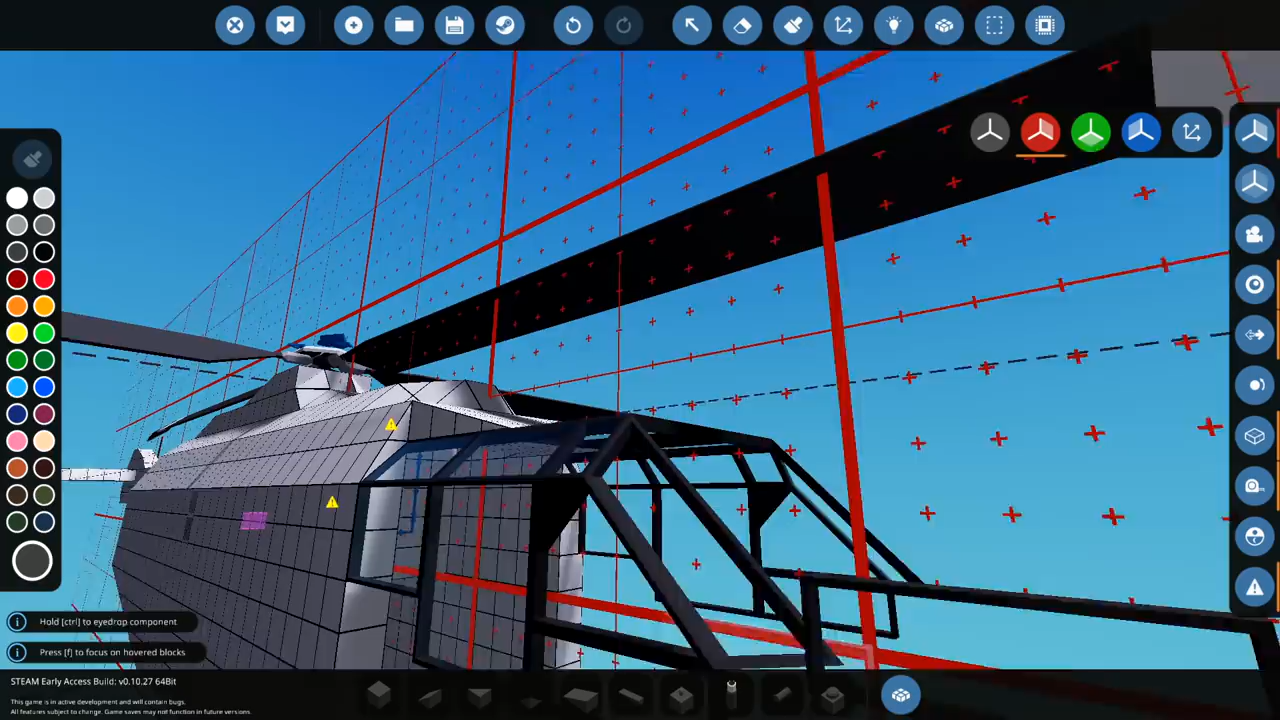 Hold [ctrl] to eyedrop component
Press [f] to focus on hovered blocks
STEAM Early Access Build: v0.10.27 64Bit
This game is in active development and will contain bugs.
All features subject to change. Game saves may not function in future versions.